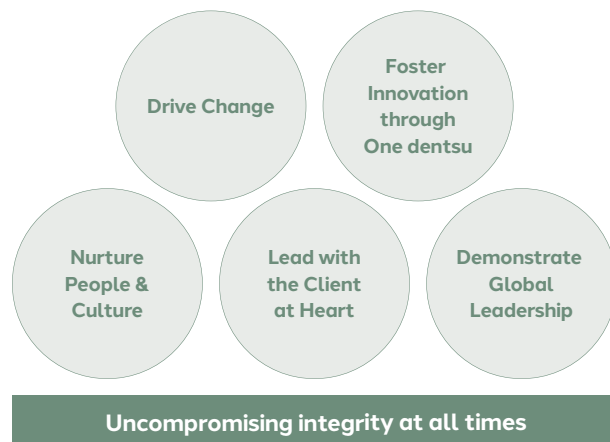 Drive Change
Foster
Innovation
through
One dentsu
Nurture
People &
Culture
Lead with
the Client
at Heart
Demonstrate
Global
Leadership
Uncompromising integrity at all times